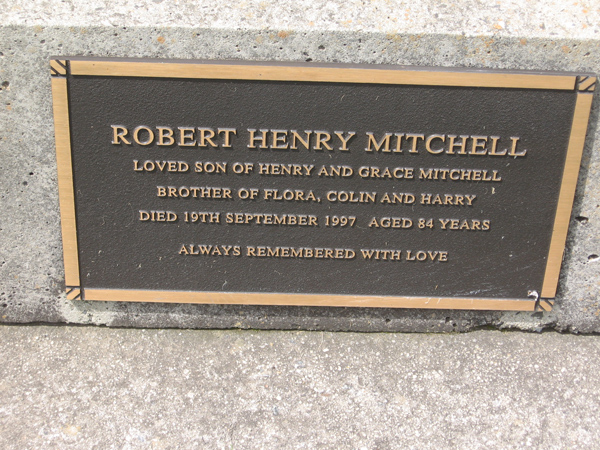 ROBERT HENRY MITCHELL
LOVED SON OF HENRY AND GRACE MITCHELL
BROTHER OF FLORA, COLIN AND HARRY
DIED 19TH SEPTEMBER 1997 AGED 84 YEARS
ALWAYS REMEMBERED WITH LOVE